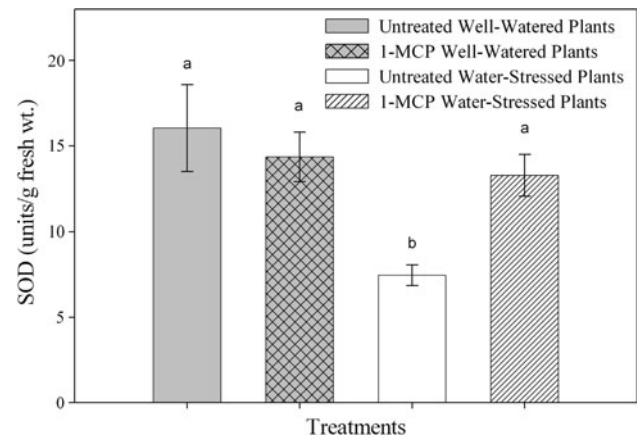 Untreated Well-Watered Plants
1-MCP Well-Watered Plants
Untreated Water-Stressed Plants
1-MCP Water-Stressed Plants
20
15
10
5
0
SOD (units/g fresh wt.)
a
a
b
a
Treatments